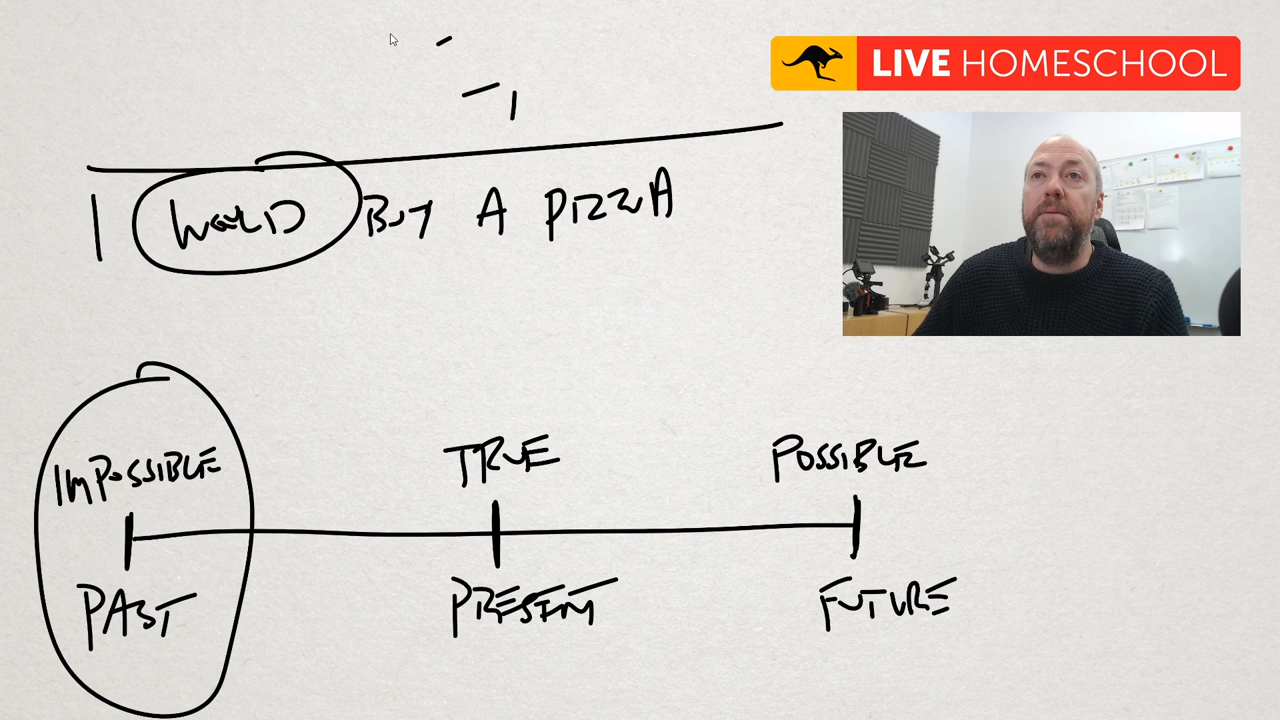 LIVE HOMESCHOOL
I WOULD BUY A PIZZA
IMPOSSIBLE TRUE POSSIBLE
PAST PRESENT FUTURE